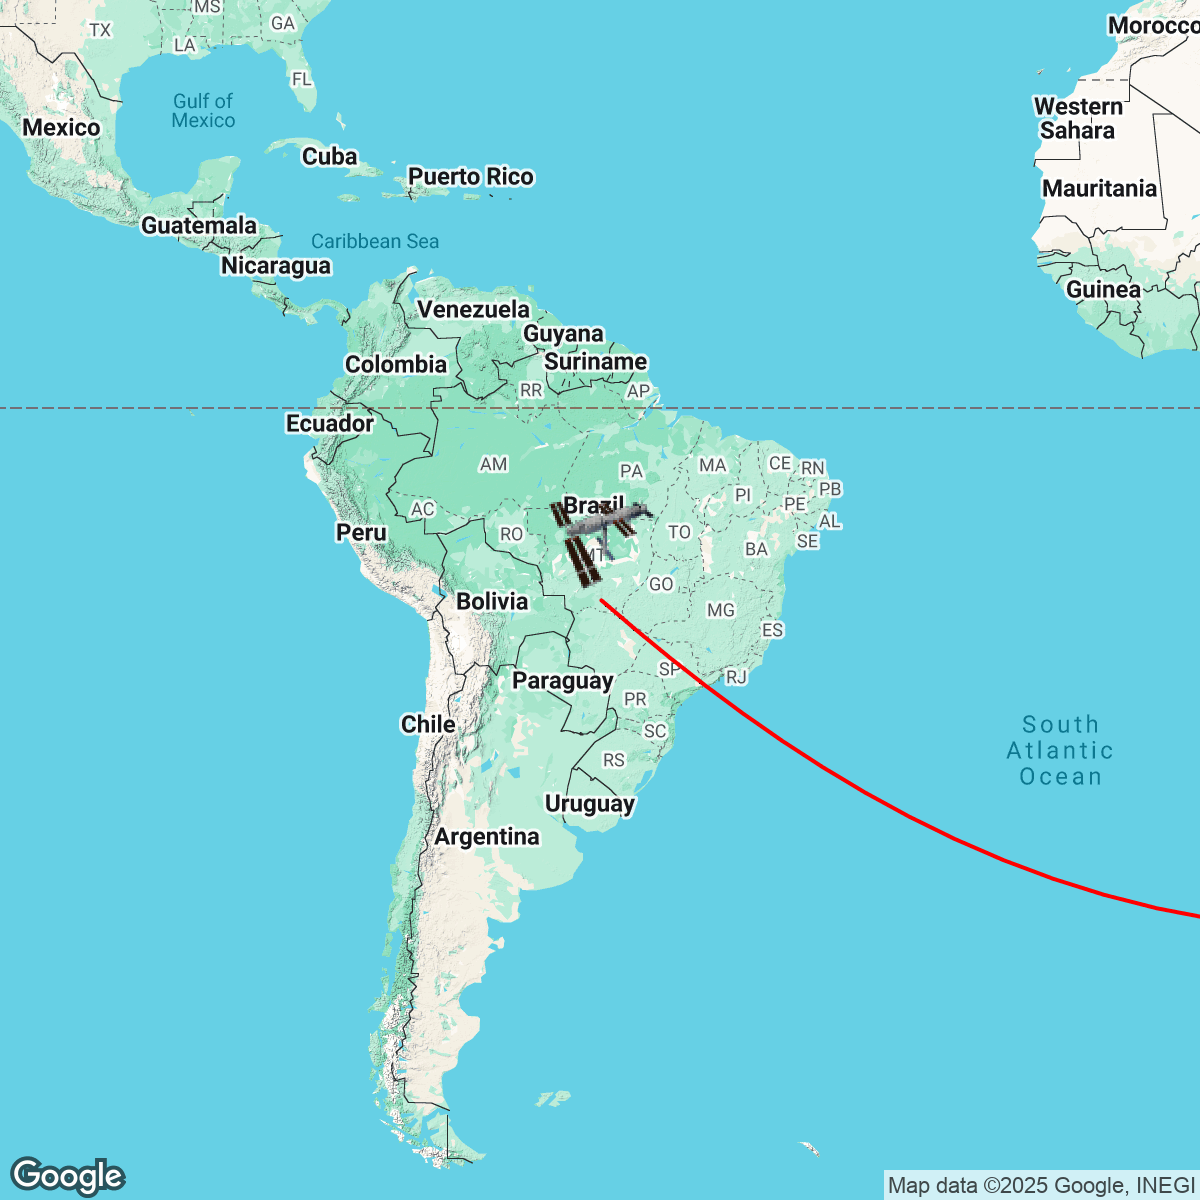 MS
TX
GA
LA
FL
Gulf of
Mexico
Mexico
Cuba
Puerto Rico
Guatemala
Caribbean Sea
Nicaragua
Morocco
Western
Sahara
Mauritania
Guinea
Venezuela
Guyana
Suriname
Colombia
RR
AP
Ecuador
AM
PA
MA
CE
RN
PI
PB
PE
AL
SE
BA
TO
Brazil
AC
RO
MT
Peru
GO
Bolivia
MG
ES
SP
RJ
Paraguay
PR
SC
RS
Chile
Uruguay
Argentina
South
Atlantic
Ocean
Google
Map data ©2025 Google, INEGI